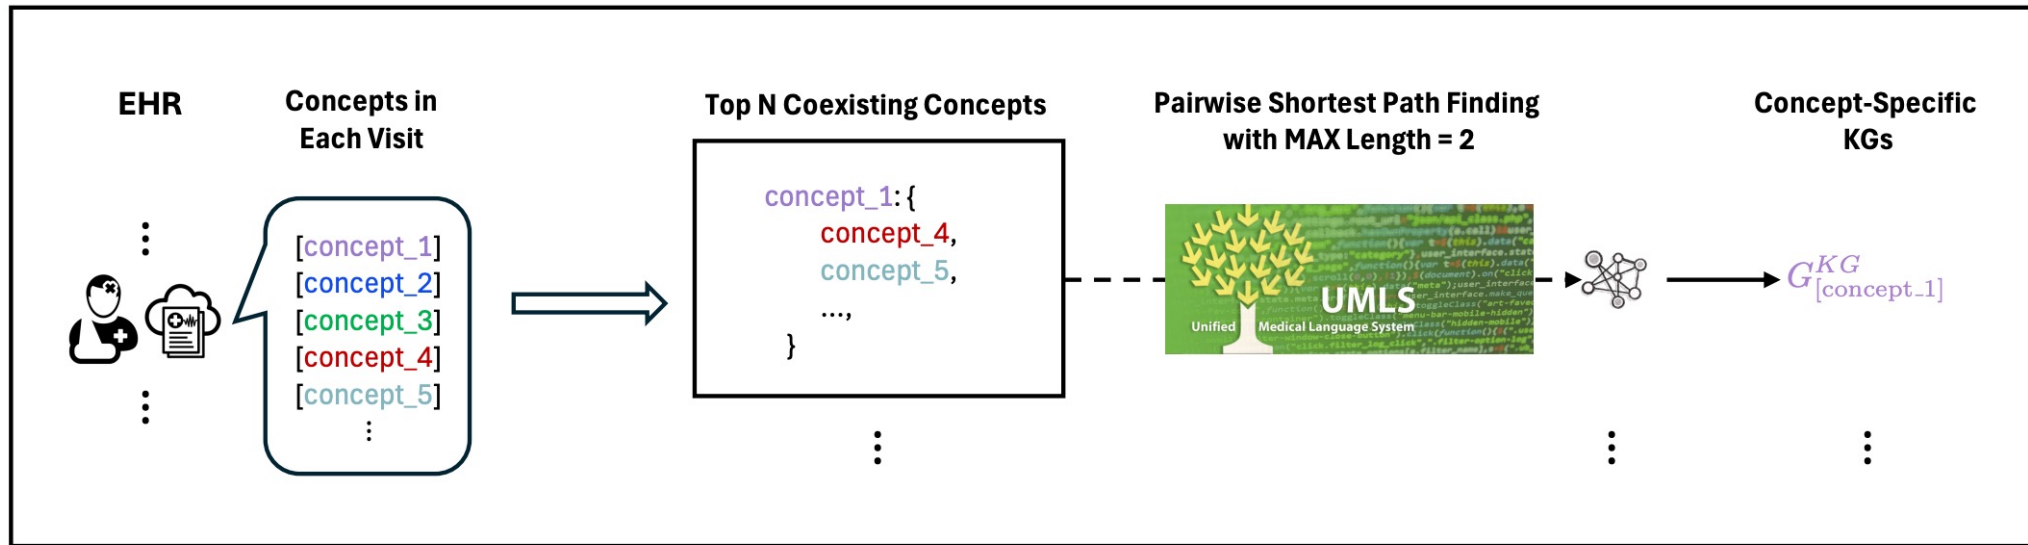 EHR
Concepts in
Each Visit
[concept_1]
[concept_2]
[concept_3]
[concept_4]
[concept_5]
⋮
Top N Coexisting Concepts
concept_1: {
concept_4,
concept_5,
...,
}
Pairwise Shortest Path Finding
with MAX Length = 2
UMLS
Unified Medical Language System
Concept-Specific
KGs
G^{KG}_{[concept_1]}